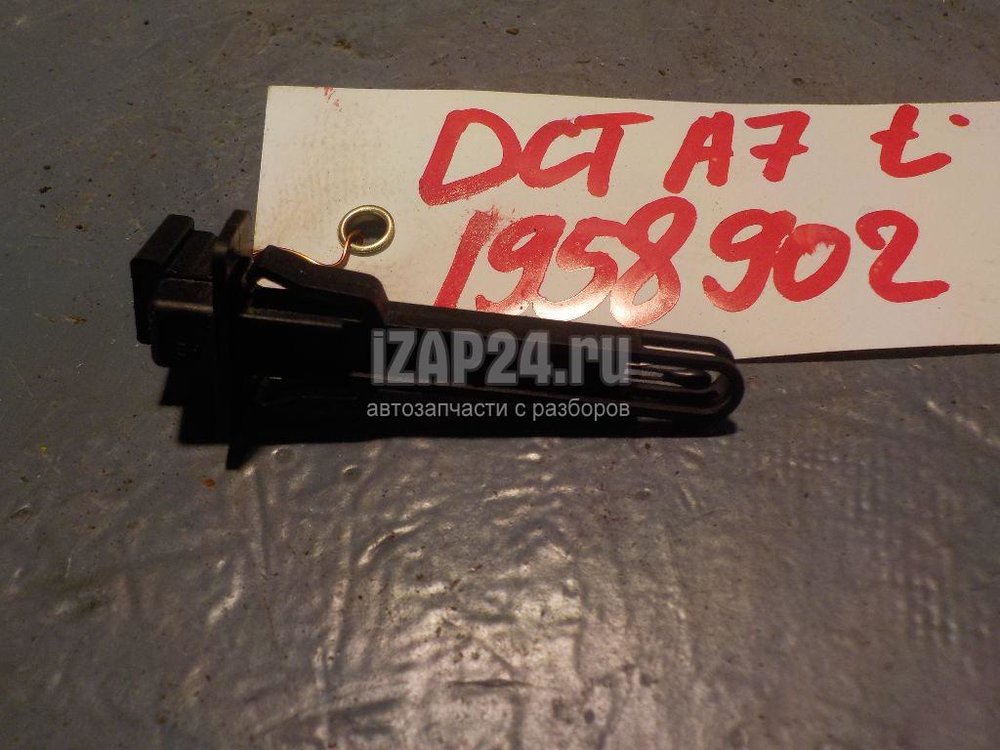 DCT A7 t°
1958902
iZAP24.ru
автозапчасти с разборов